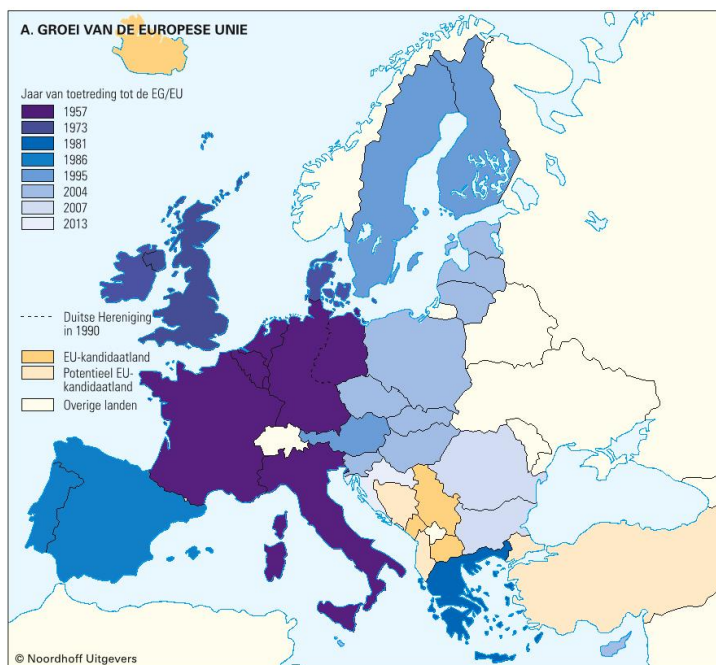 A. GROEI VAN DE EUROPESE UNIE
Jaar van toetreding tot de EG/EU
1957
1973
1981
1986
1995
2004
2007
2013
Duitse Hereniging
in 1990
EU-kandidaatland
Potentieel EU-
kandidaatland
Overige landen
© Noordhoff Uitgevers